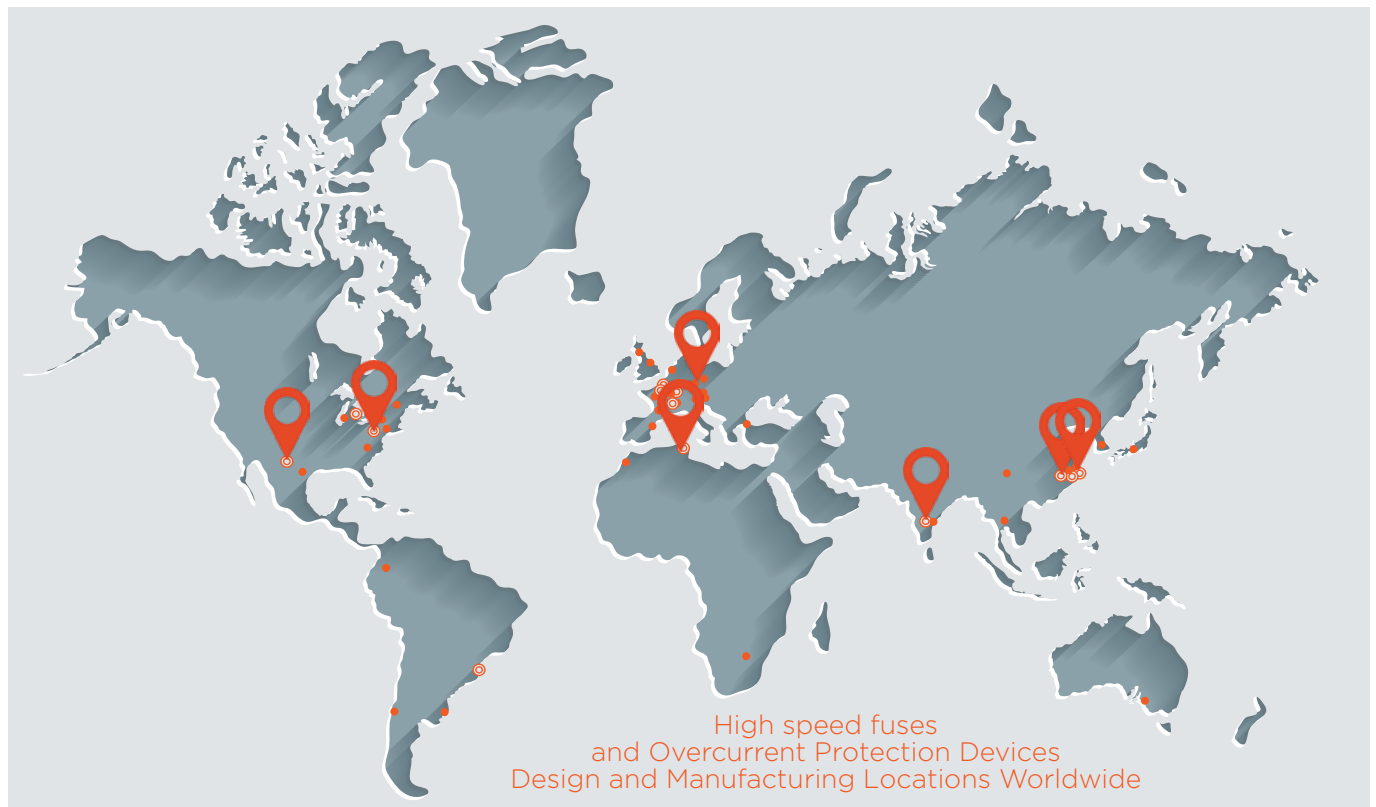 High speed fuses
and Overcurrent Protection Devices
Design and Manufacturing Locations Worldwide